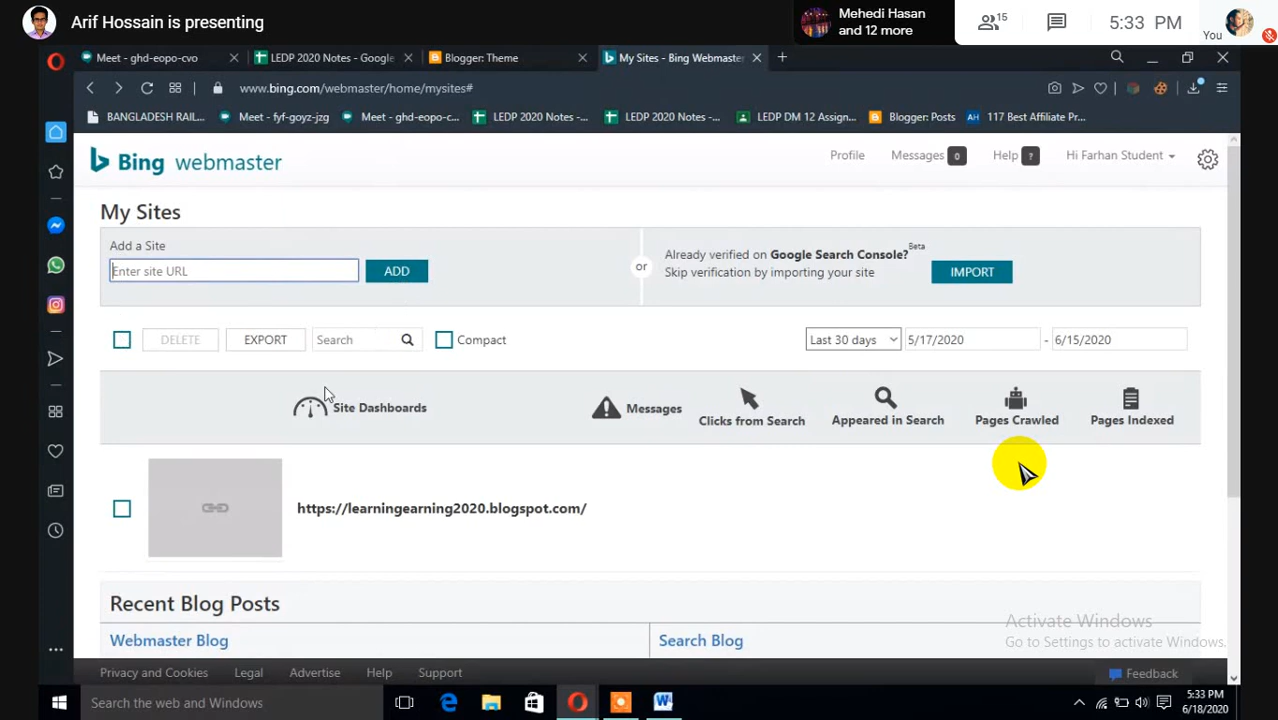 Arif Hossain is presenting
Mehedi Hasan
and 12 more
15
5:33 PM
You
Meet - ghd-eopo-cvo
LEDP 2020 Notes - Google
Blogger: Theme
My Sites - Bing Webmaster
www.bing.com/webmaster/home/mysites#
BANGLADESH RAIL...
Meet - fyf-goyz-jzg
Meet - ghd-eopo-c...
LEDP 2020 Notes -...
LEDP 2020 Notes -...
LEDP DM 12 Assign...
Blogger: Posts
117 Best Affiliate Pr...
Bing webmaster
Profile
Messages 0
Help ?
Hi Farhan Student
My Sites
Add a Site
Enter site URL
ADD
or
Already verified on Google Search Console? Beta
Skip verification by importing your site
IMPORT
DELETE
EXPORT
Search
Compact
Last 30 days
5/17/2020
-
6/15/2020
Site Dashboards
Messages
Clicks from Search
Appeared in Search
Pages Crawled
Pages Indexed
https://learningearning2020.blogspot.com/
Recent Blog Posts
Webmaster Blog
Search Blog
Activate Windows
Go to Settings to activate Windows.
Privacy and Cookies
Legal
Advertise
Help
Support
Feedback
Search the web and Windows
5:33 PM
6/18/2020